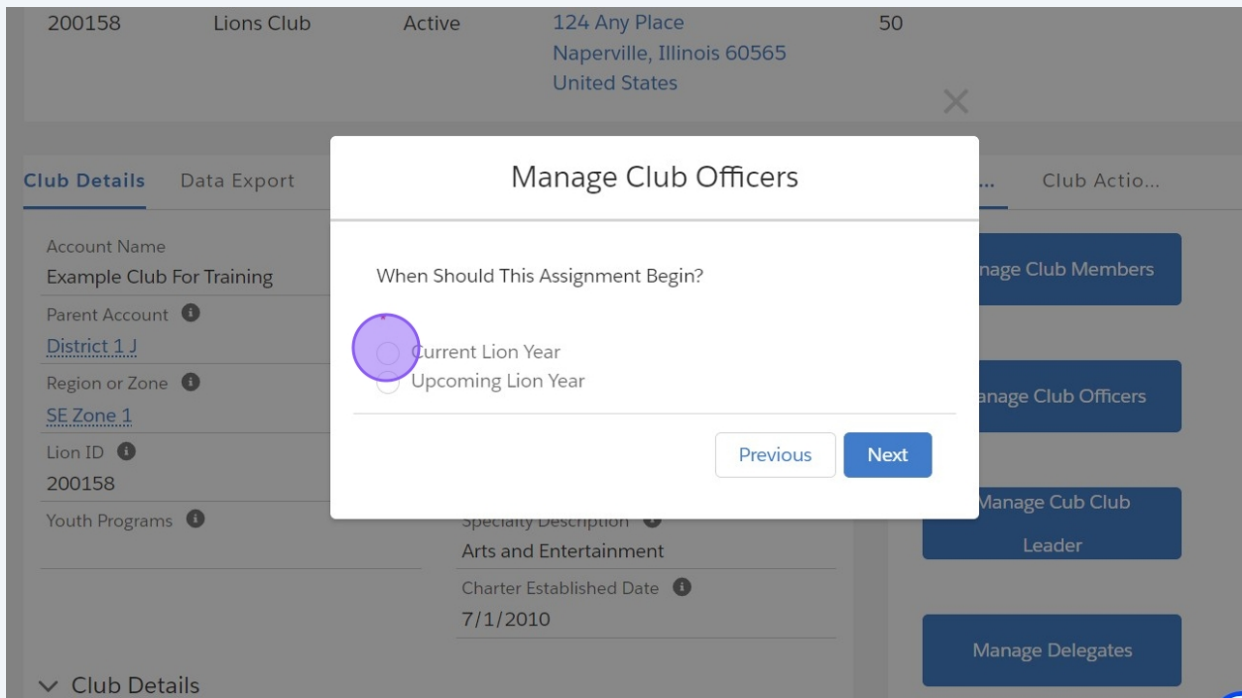 200158 Lions Club Active 124 Any Place 50
Naperville, Illinois 60565
United States
Club Details Data Export
Manage Club Officers
... Club Actio...
Account Name
Example Club For Training
Parent Account
District 1 J
Region or Zone
SE Zone 1
Lion ID
200158
Youth Programs
When Should This Assignment Begin?
*
Current Lion Year
Upcoming Lion Year
Previous Next
Specialty Description
Arts and Entertainment
Charter Established Date
7/1/2010
Club Details
nage Club Members
anage Club Officers
Manage Cub Club
Leader
Manage Delegates